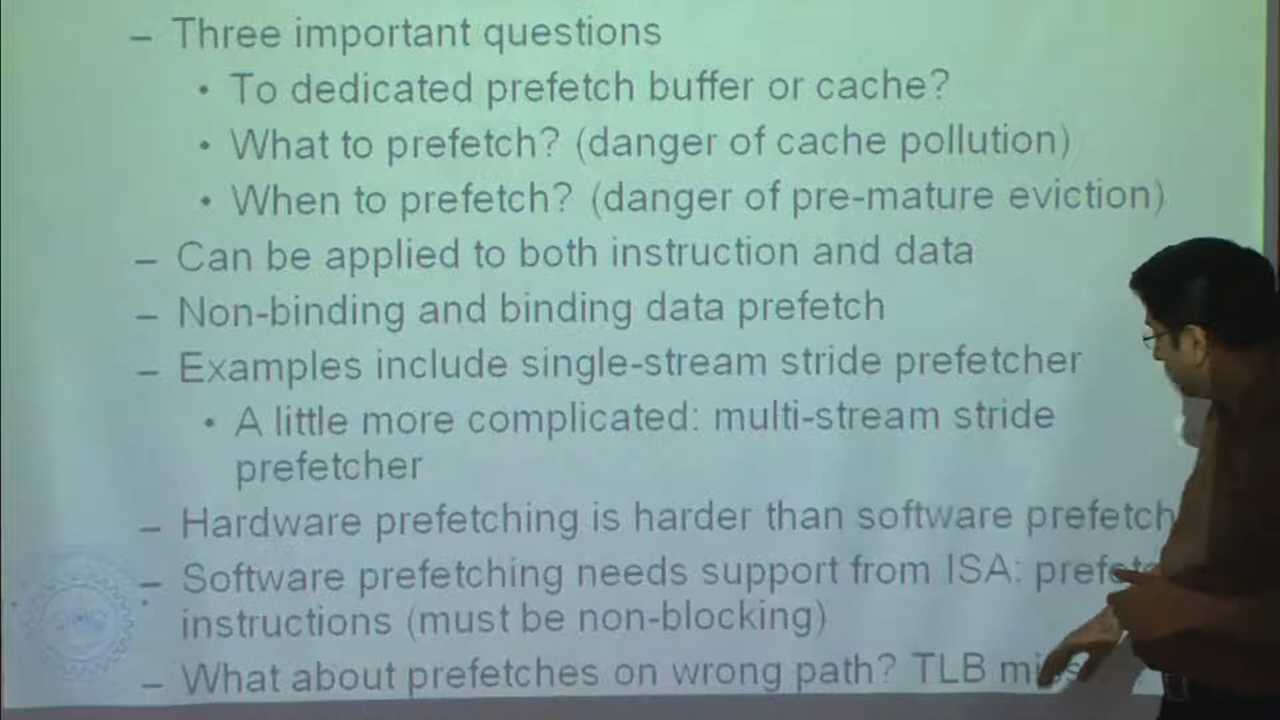 – Three important questions
• To dedicated prefetch buffer or cache?
• What to prefetch? (danger of cache pollution)
• When to prefetch? (danger of pre-mature eviction)
– Can be applied to both instruction and data
– Non-binding and binding data prefetch
– Examples include single-stream stride prefetcher
• A little more complicated: multi-stream stride
prefetcher
– Hardware prefetching is harder than software prefetch
– Software prefetching needs support from ISA:
instructions (must be non-blocking)
– What about prefetches on wrong path? TLB